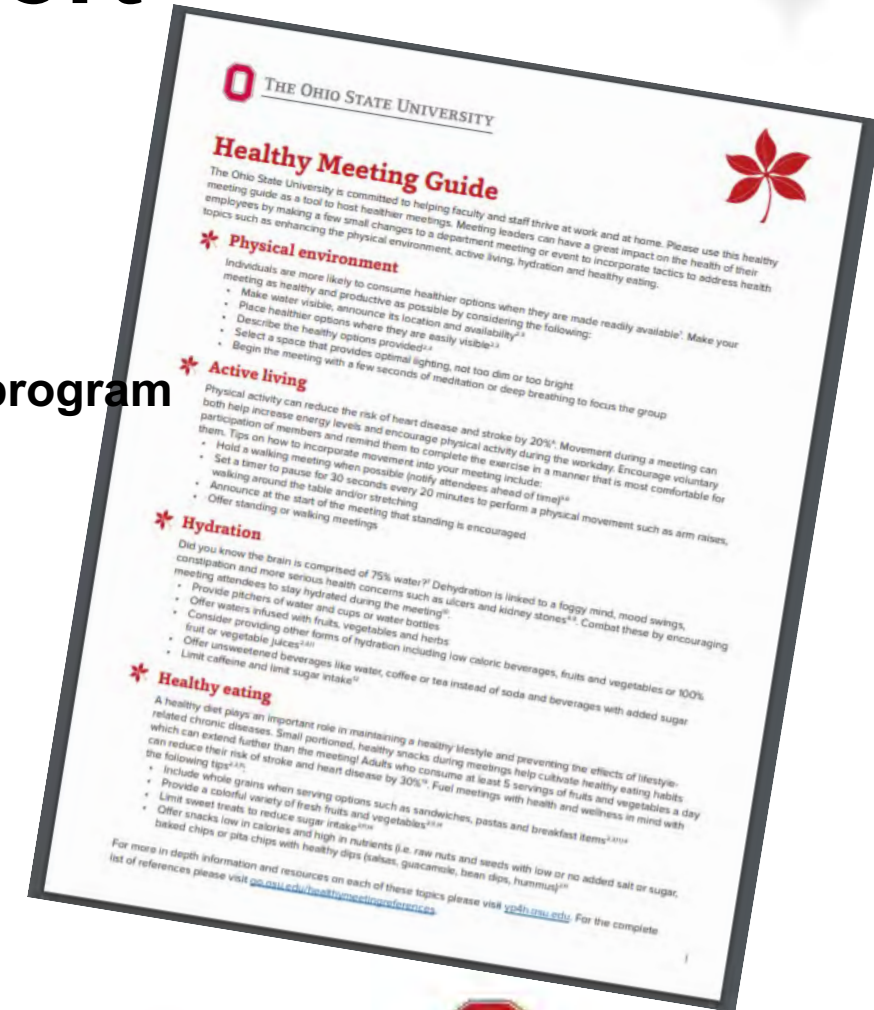 THE OHIO STATE UNIVERSITY
Healthy Meeting Guide
The Ohio State University is committed to helping faculty and staff thrive at work and at home. Please use this healthy
meeting guide as a tool to host healthier meetings. Meeting leaders can have a great impact on the health of their
employees by making a few small changes to a department meeting or event to incorporate tactics to address health
topics such as enhancing the physical environment, active living, hydration and healthy eating.
Physical environment
Individuals are more likely to consume healthier options when they are made readily available. Make your
meeting as healthy and productive as possible by considering the following:
• Make water visible, announce its location and availability
• Place healthier options where they are easily visible
• Describe the healthy options provided
• Select a space that provides optimal lighting, not too dim or too bright
• Begin the meeting with a few seconds of meditation or deep breathing to focus the group
program
Active living
Physical activity can reduce the risk of heart disease and stroke by 20%. Movement during a meeting can
both help increase energy levels and encourage physical activity during the workday. Encourage voluntary
participation of members and remind them to complete the exercise in a manner that is most comfortable for
them. Tips on how to incorporate movement into your meeting include:
• Hold a walking meeting when possible (notify attendees ahead of time)
• Set a timer to pause for 30 seconds every 20 minutes to perform a physical movement such as arm raises,
walking around the table and/or stretching
• Announce at the start of the meeting that standing is encouraged
• Offer standing or walking meetings
Hydration
Did you know the brain is comprised of 75% water? Dehydration is linked to a foggy mind, mood swings,
constipation and more serious health concerns such as ulcers and kidney stones. Combat these by encouraging
meeting attendees to stay hydrated during the meeting.
• Provide pitchers of water and cups or water bottles
• Offer waters infused with fruits, vegetables and herbs
• Consider providing other forms of hydration including low caloric beverages, fruits and vegetables or 100%
fruit or vegetable juices
• Offer unsweetened beverages like water, coffee or tea instead of soda and beverages with added sugar
• Limit caffeine and limit sugar intake
Healthy eating
A healthy diet plays an important role in maintaining a healthy lifestyle and preventing the effects of lifestyle-
related chronic diseases. Small portioned, healthy snacks during meetings help cultivate healthy eating habits
which can extend further than the meeting! Adults who consume at least 5 servings of fruits and vegetables a day
can reduce their risk of stroke and heart disease by 30%. Fuel meetings with health and wellness in mind with
the following tips:
• Include whole grains when serving options such as sandwiches, pastas and breakfast items
• Provide a colorful variety of fresh fruits and vegetables
• Limit sweet treats to reduce sugar intake
• Offer snacks low in calories and high in nutrients (i.e. raw nuts and seeds with low or no added salt or sugar,
baked chips or pita chips with healthy dips (salsas, guacamole, bean dips, hummus)
For more in depth information and resources on each of these topics please visit yp4h.osu.edu. For the complete
list of references please visit go.osu.edu/healthymeetingreferences.
1